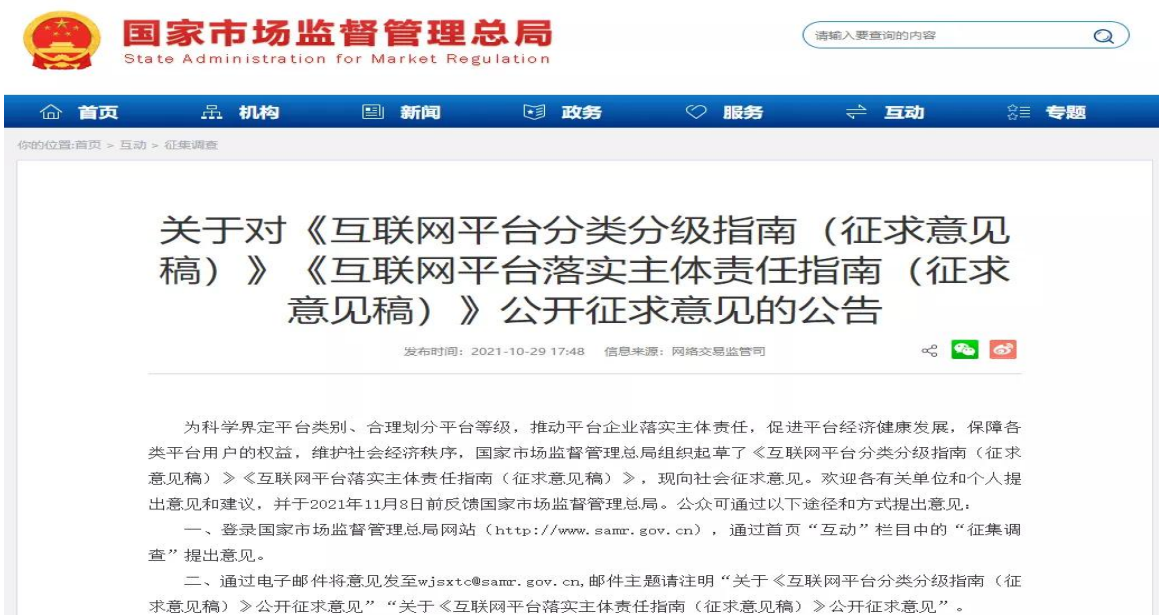 国家市场监督管理总局
State Administration for Market Regulation
请输入要查询的内容
首页 机构 新闻 政务 服务 互动 专题
你的位置:首页 > 互动 > 征集调查
关于对《互联网平台分类分级指南（征求意见
稿）》《互联网平台落实主体责任指南（征求
意见稿）》公开征求意见的公告
发布时间：2021-10-29 17:48 信息来源：网络交易监管司
为科学界定平台类别、合理划分平台等级，推动平台企业落实主体责任，促进平台经济健康发展，保障各
类平台用户的权益，维护社会经济秩序，国家市场监督管理总局组织起草了《互联网平台分类分级指南（征求
意见稿）》《互联网平台落实主体责任指南（征求意见稿）》，现向社会征求意见。欢迎各有关单位和个人提
出意见和建议，并于2021年11月8日前反馈国家市场监督管理总局。公众可通过以下途径和方式提出意见：
一、登录国家市场监督管理总局网站（http://www.samr.gov.cn），通过首页“互动”栏目中的“征集调
查”提出意见。
二、通过电子邮件将意见发至wjsxtc@samr.gov.cn,邮件主题请注明“关于《互联网平台分类分级指南（征
求意见稿）》公开征求意见”“关于《互联网平台落实主体责任指南（征求意见稿）》公开征求意见”。